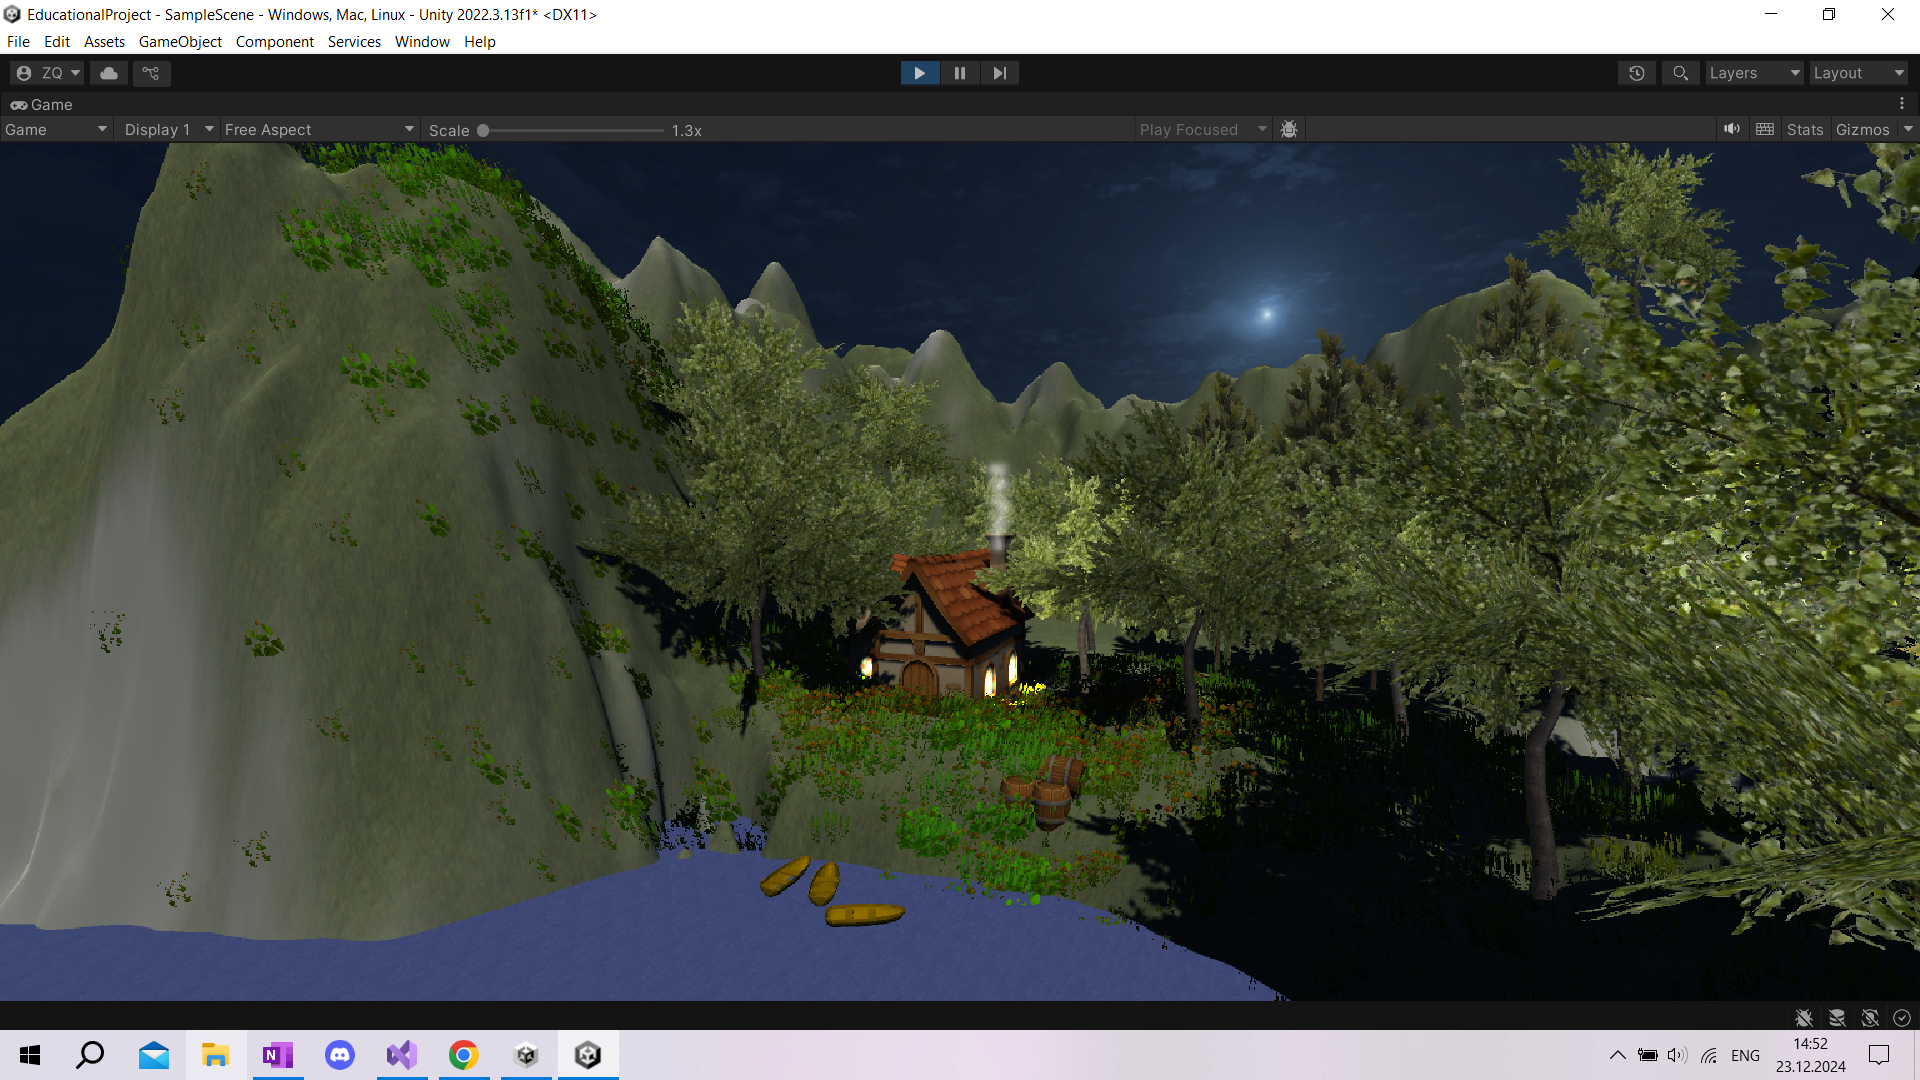 EducationalProject - SampleScene - Windows, Mac, Linux - Unity 2022.3.13f1* <DX11>
File Edit Assets GameObject Component Services Window Help
ZQ Layers Layout
Game
Game Display 1 Free Aspect Scale 1.3x Play Focused Stats Gizmos
N ENG 14:52
23.12.2024